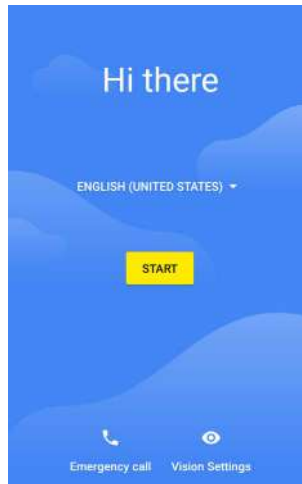 Hi there
ENGLISH (UNITED STATES)
START
Emergency call Vision Settings